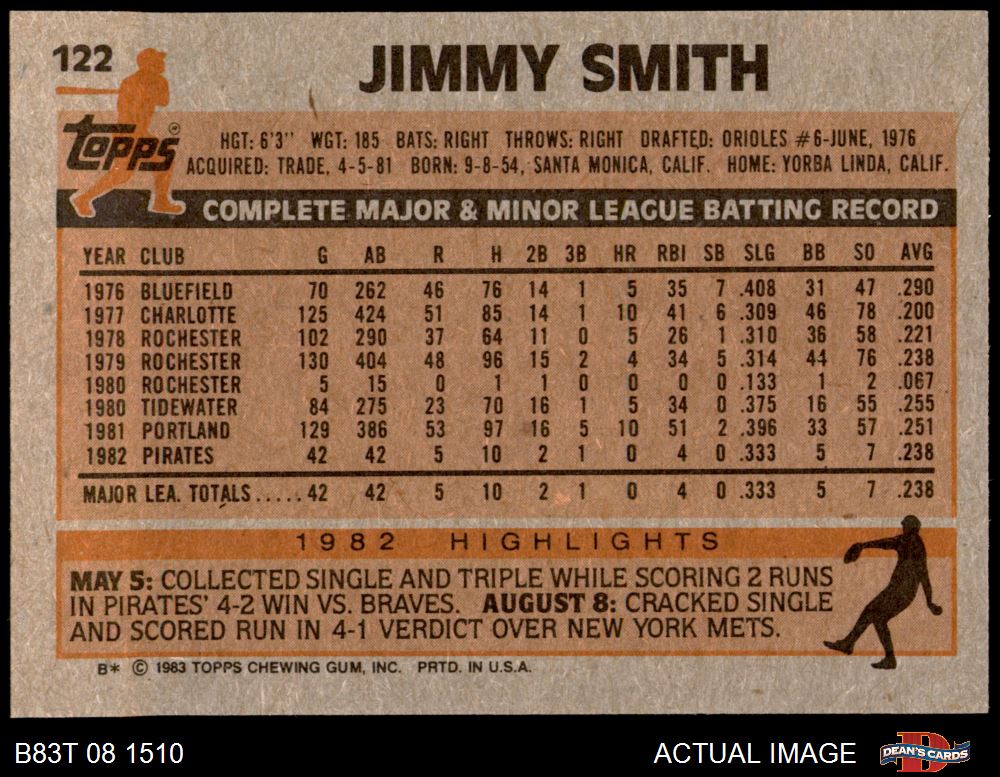 122
JIMMY SMITH
Topps®
HGT: 6'3" WGT: 185 BATS: RIGHT THROWS: RIGHT DRAFTED: ORIOLES #6-JUNE, 1976
ACQUIRED: TRADE, 4-5-81 BORN: 9-8-54, SANTA MONICA, CALIF. HOME: YORBA LINDA, CALIF.
COMPLETE MAJOR & MINOR LEAGUE BATTING RECORD
YEAR CLUB G AB R H 2B 3B HR RBI SB SLG BB SO AVG
1976 BLUEFIELD 70 262 46 76 14 1 5 35 7 .408 31 47 .290
1977 CHARLOTTE 125 424 51 85 14 1 10 41 6 .309 46 78 .200
1978 ROCHESTER 102 290 37 64 11 0 5 26 1 .310 36 58 .221
1979 ROCHESTER 130 404 48 96 15 2 4 34 5 .314 44 76 .238
1980 ROCHESTER 5 15 0 1 1 0 0 0 0 .133 1 2 .067
1980 TIDEWATER 84 275 23 70 16 1 5 34 0 .375 16 55 .255
1981 PORTLAND 129 386 53 97 16 5 10 51 2 .396 33 57 .251
1982 PIRATES 42 42 5 10 2 1 0 4 0 .333 5 7 .238
MAJOR LEA. TOTALS.....42 42 5 10 2 1 0 4 0 .333 5 7 .238
1982 HIGHLIGHTS
MAY 5: COLLECTED SINGLE AND TRIPLE WHILE SCORING 2 RUNS
IN PIRATES' 4-2 WIN VS. BRAVES. AUGUST 8: CRACKED SINGLE
AND SCORED RUN IN 4-1 VERDICT OVER NEW YORK METS.
B* © 1983 TOPPS CHEWING GUM, INC. PRTD. IN U.S.A.
B83T 08 1510 ACTUAL IMAGE D DEAN'S CARDS